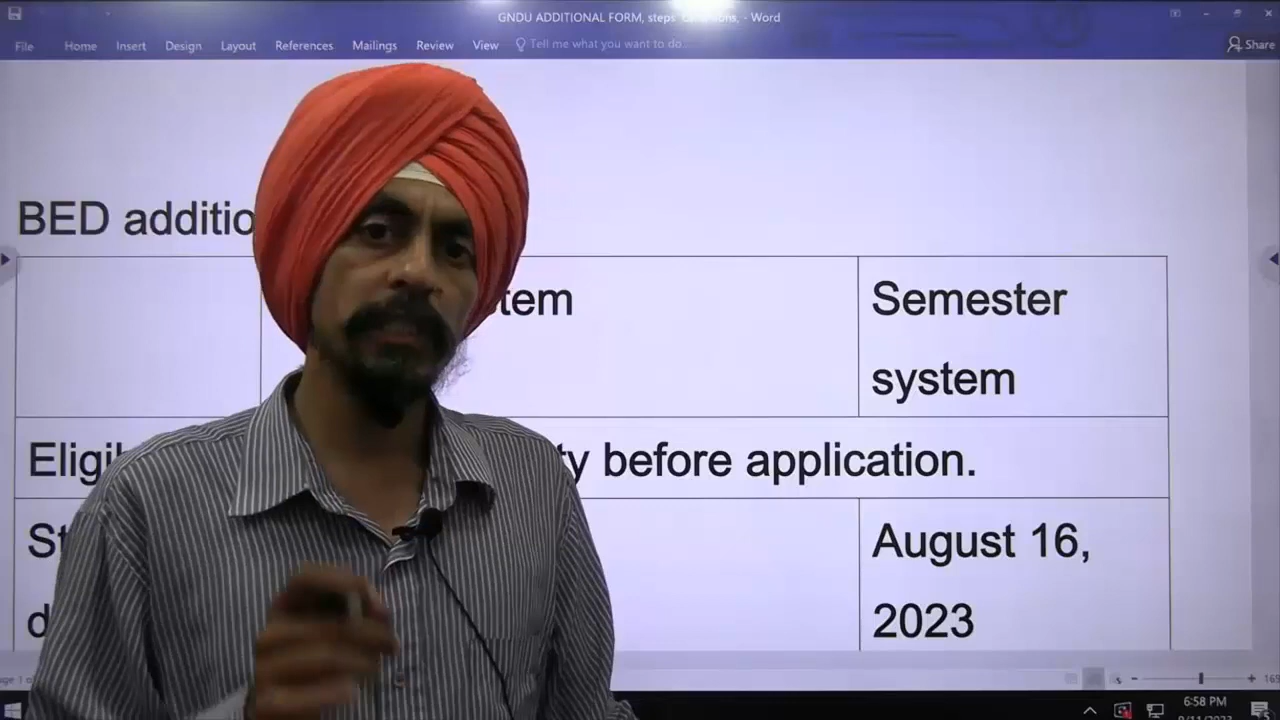 GNDU ADDITIONAL FORM, steps - Word
File Home Insert Design Layout References Mailings Review View Tell me what you want to do... Share
BED additio
tem
Semester
system
Eligi ty before application.
St
August 16,
d
2023
6:58 PM